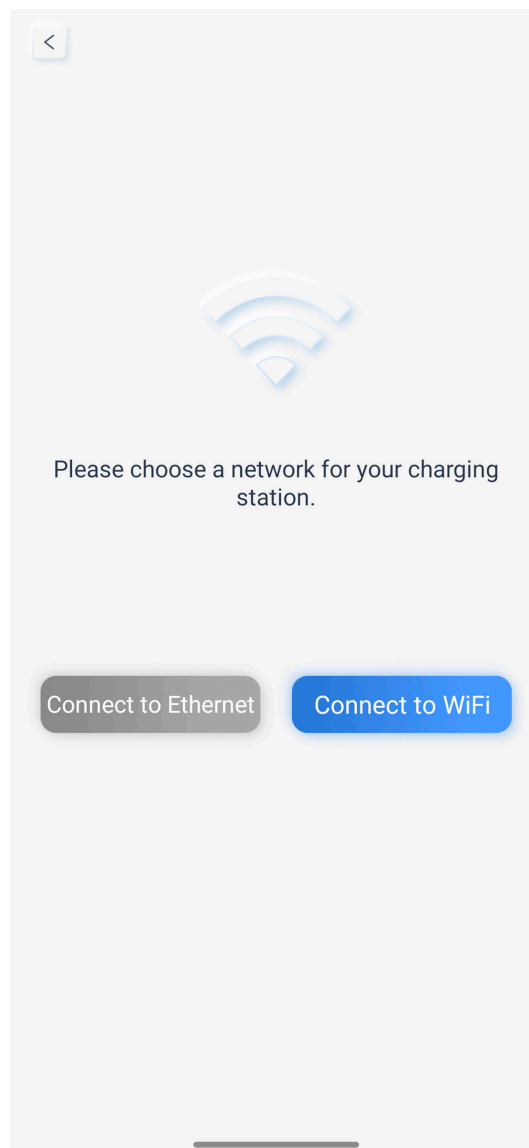 Please choose a network for your charging
station.
Connect to Ethernet
Connect to WiFi